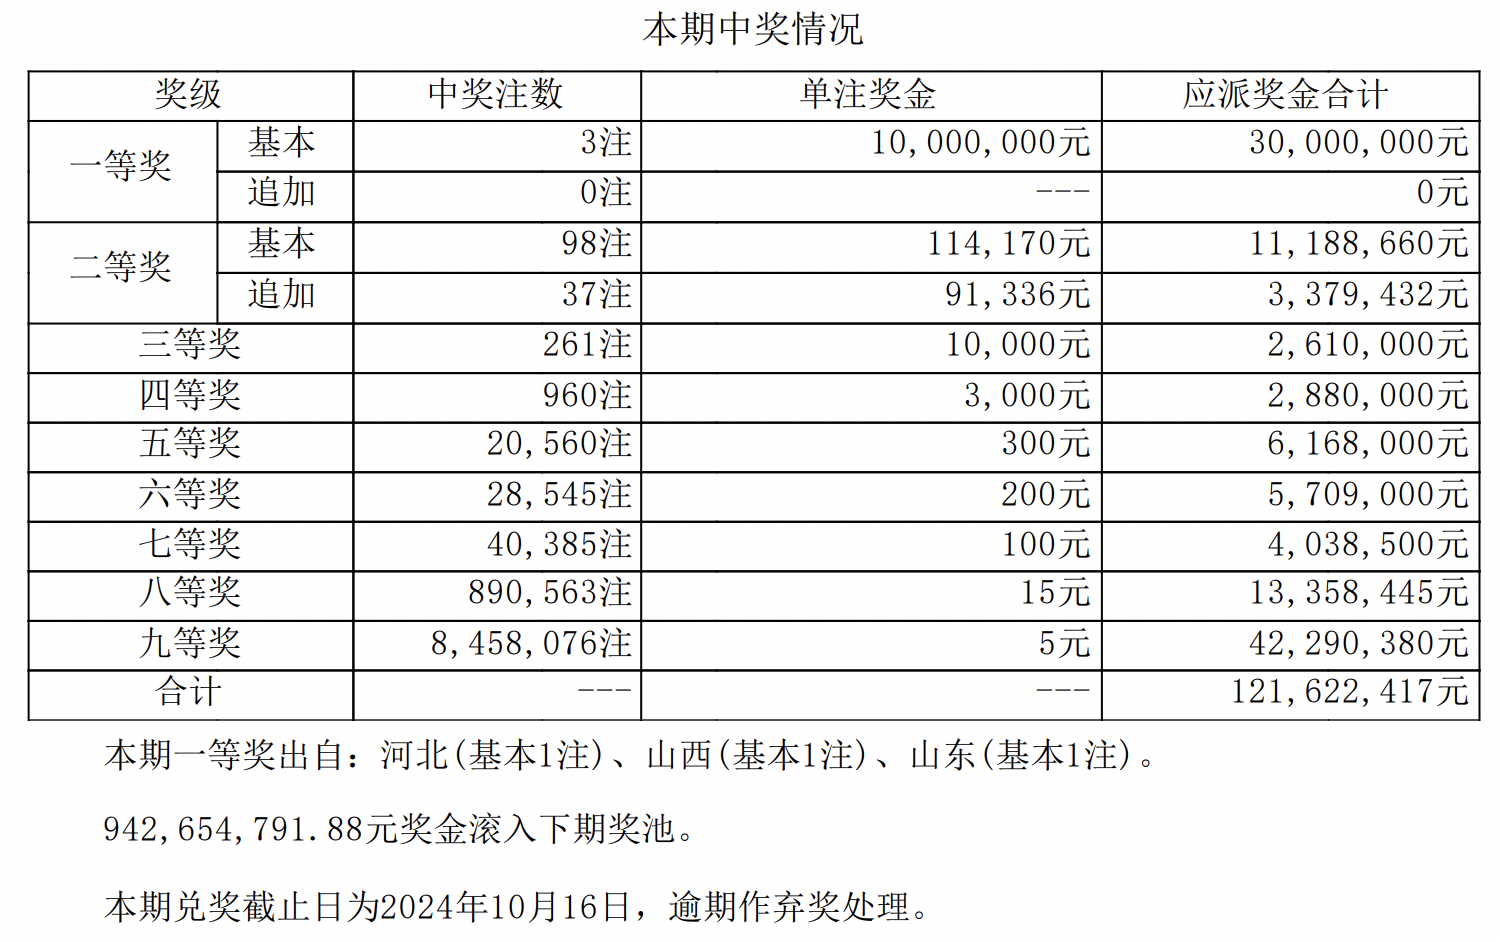 本期中奖情况
奖级 中奖注数 单注奖金 应派奖金合计
一等奖 基本 3注 10,000,000元 30,000,000元
追加 0注 --- 0元
二等奖 基本 98注 114,170元 11,188,660元
追加 37注 91,336元 3,379,432元
三等奖 261注 10,000元 2,610,000元
四等奖 960注 3,000元 2,880,000元
五等奖 20,560注 300元 6,168,000元
六等奖 28,545注 200元 5,709,000元
七等奖 40,385注 100元 4,038,500元
八等奖 890,563注 15元 13,358,445元
九等奖 8,458,076注 5元 42,290,380元
合计 --- --- 121,622,417元
本期一等奖出自：河北(基本1注)、山西(基本1注)、山东(基本1注)。
942,654,791.88元奖金滚入下期奖池。
本期兑奖截止日为2024年10月16日，逾期作弃奖处理。